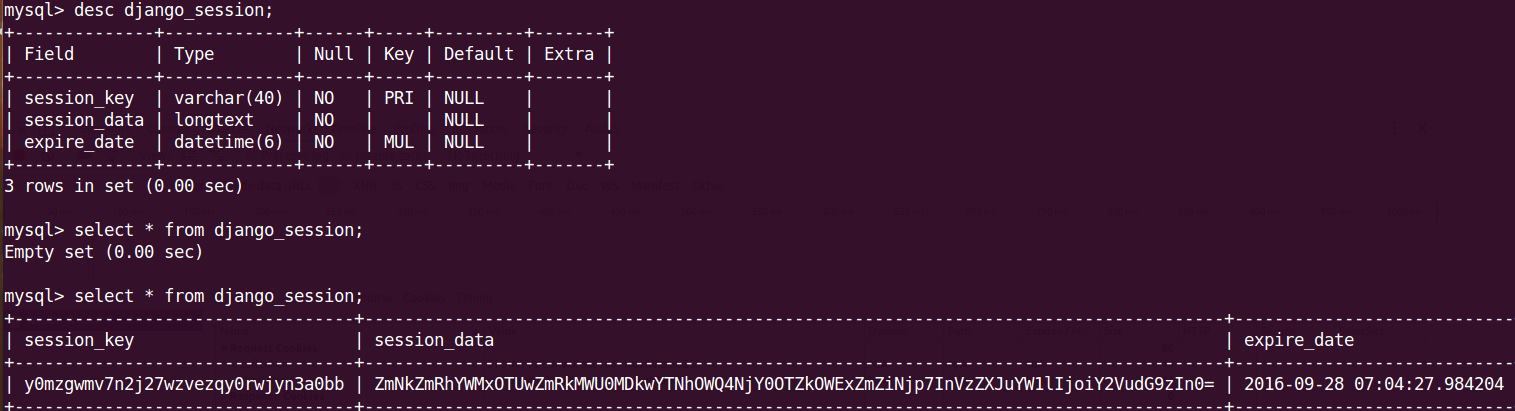 mysql> desc django_session;
+--------------+-------------+------+-----+---------+-------+
| Field        | Type        | Null | Key | Default | Extra |
+--------------+-------------+------+-----+---------+-------+
| session_key  | varchar(40) | NO   | PRI | NULL    |       |
| session_data | longtext    | NO   |     | NULL    |       |
| expire_date  | datetime(6) | NO   | MUL | NULL    |       |
+--------------+-------------+------+-----+---------+-------+
3 rows in set (0.00 sec)
mysql> select * from django_session;
Empty set (0.00 sec)
mysql> select * from django_session;
+----------------------------------+--------------------------------------------------------------------------------------+----------------------------
| session_key                      | session_data                                                                         | expire_date
+----------------------------------+--------------------------------------------------------------------------------------+----------------------------
| y0mzgwmv7n2j27wzvezqy0rwjyn3a0bb | ZmNkZmRhYWMxOTUwZmRkMWU0MDkwYTNhOWQ4NjY0OTZkOWExZmZiNjp7InVzZXJuYW1lIjoiY2VudG9zIn0= | 2016-09-28 07:04:27.984204
+----------------------------------+--------------------------------------------------------------------------------------+----------------------------